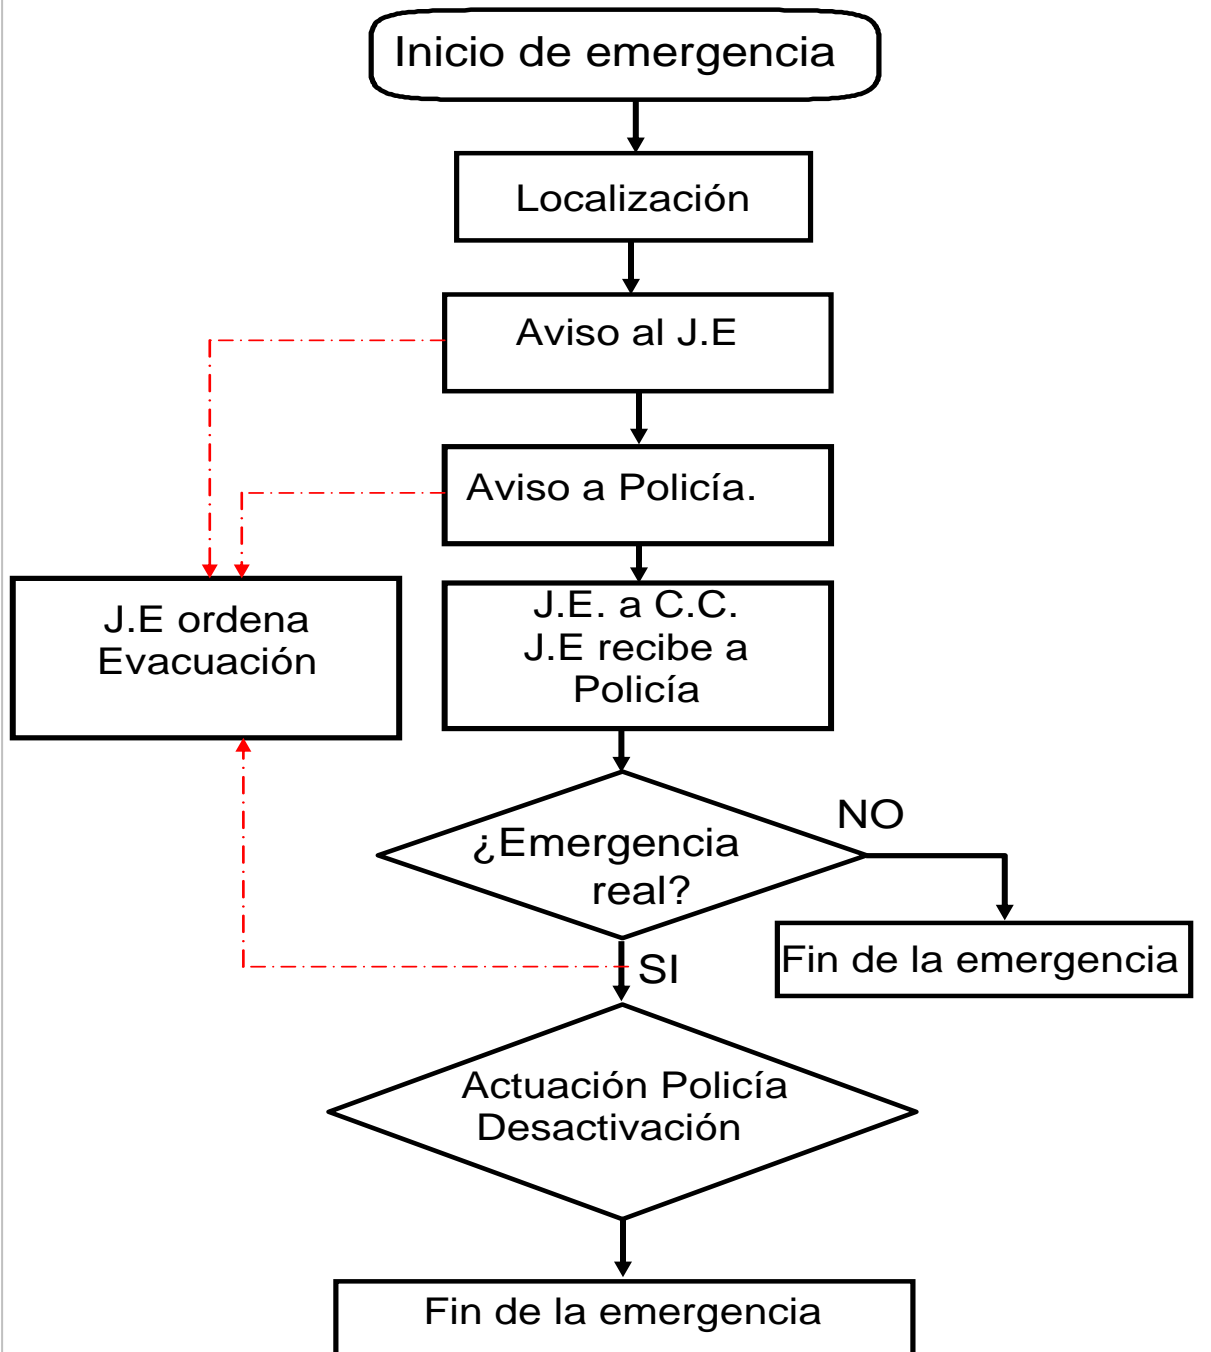 Inicio de emergencia
Localización
Aviso al J.E
Aviso a Policía.
J.E ordena
Evacuación
J.E. a C.C.
J.E recibe a
Policía
¿Emergencia
real?
NO
Fin de la emergencia
SI
Actuación Policía
Desactivación
Fin de la emergencia